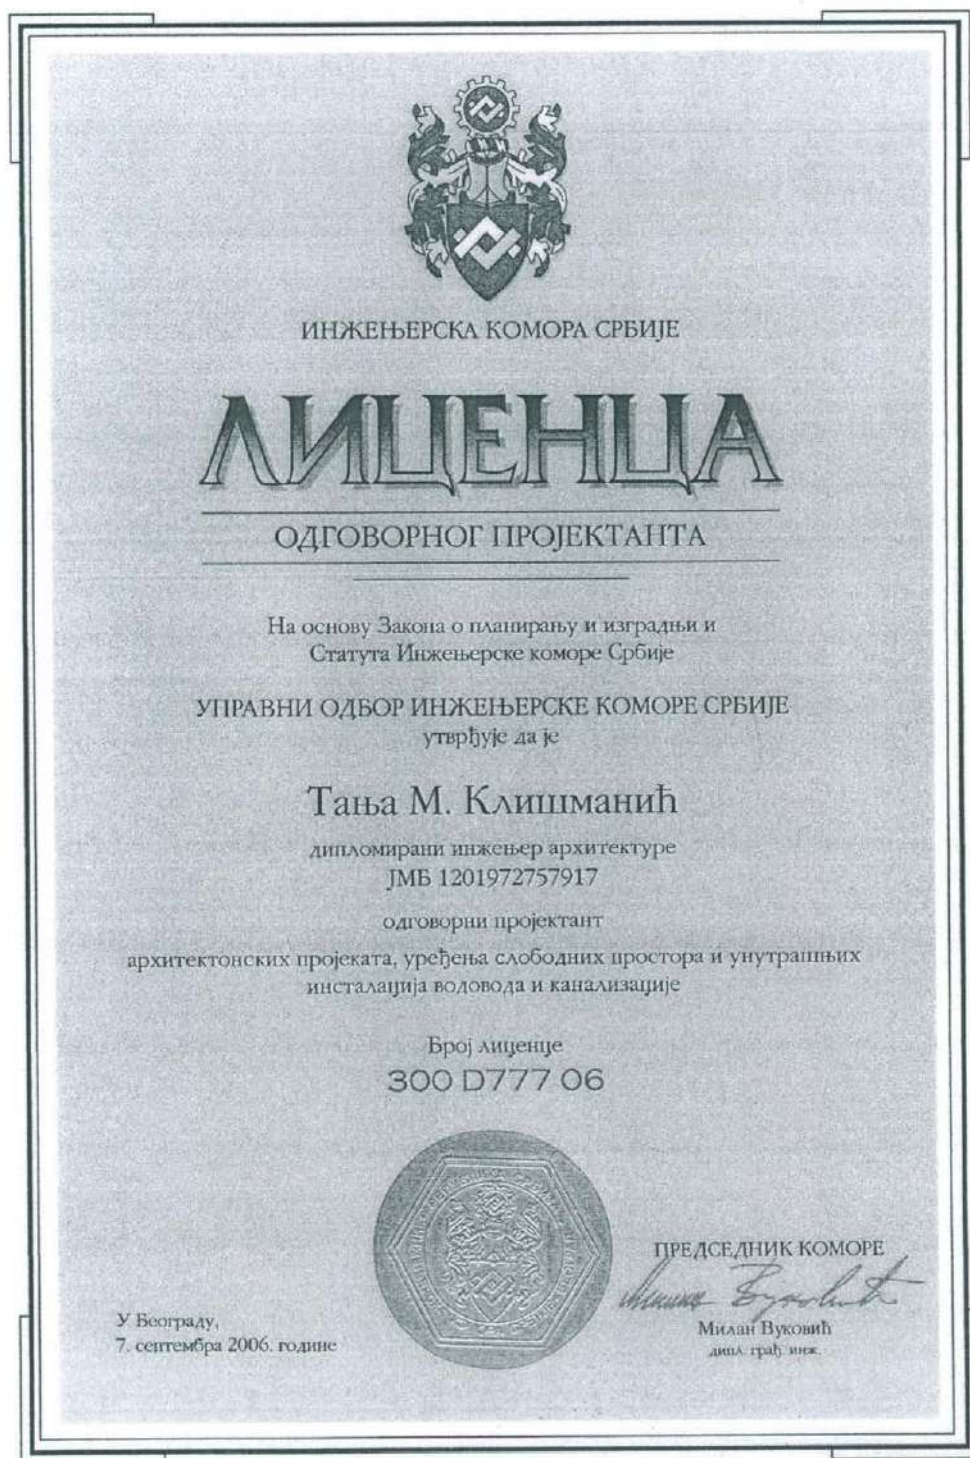 ИНЖЕЊЕРСКА КОМОРА СРБИЈЕ
ЛИЦЕНЦА
ОДГОВОРНОГ ПРОЈЕКТАНТА
На основу Закона о планирању и изградњи и
Статута Инжењерске коморе Србије
УПРАВНИ ОДБОР ИНЖЕЊЕРСКЕ КОМОРЕ СРБИЈЕ
утврђује да је
Тања М. Клишманић
дипломирани инжењер архитектуре
ЈМБ 1201972757917
одговорни пројектант
архитектонских пројеката, уређења слободних простора и унутрашњих
инсталација водовода и канализације
Број лиценце
300 D777 06
ПРЕДСЕДНИК КОМОРЕ
Милан Вуковић
дипл. грађ. инж.
У Београду,
7. септембра 2006. године